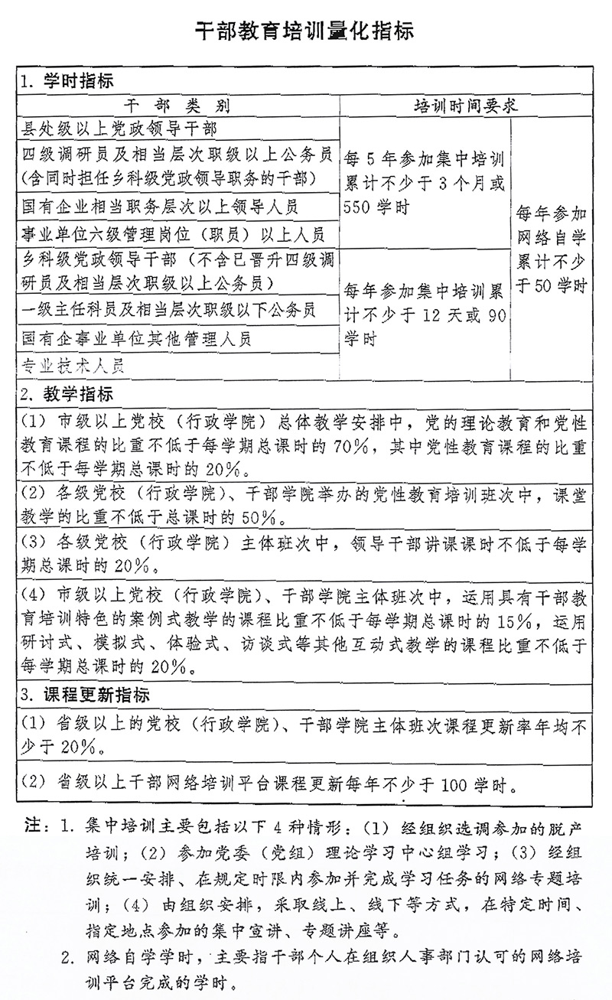 干部教育培训量化指标
1. 学时指标
干部类别
培训时间要求
县处级以上党政领导干部
四级调研员及相当层次职级以上公务员
(含同时担任乡科级党政领导职务的干部)
国有企业相当职务层次以上领导人员
事业单位六级管理岗位（职员）以上人员
每5年参加集中培训
累计不少于3个月或
550学时
乡科级党政领导干部（不含已晋升四级调
研员及相当层次职级以上公务员）
一级主任科员及相当层次职级以下公务员
国有企事业单位其他管理人员
专业技术人员
每年参加集中培训累
计不少于12天或90
学时
每年参加
网络自学
累计不少
于50学时
2. 教学指标
(1) 市级以上党校（行政学院）总体教学安排中，党的理论教育和党性
教育课程的比重不低于每学期总课时的70%，其中党性教育课程的比重
不低于每学期总课时的20%。
(2) 各级党校（行政学院）、干部学院举办的党性教育培训班次中，课堂
教学的比重不低于总课时的50%。
(3) 各级党校（行政学院）主体班次中，领导干部讲课课时不低于每学
期总课时的20%。
(4) 市级以上党校（行政学院）、干部学院主体班次中，运用具有干部教
育培训特色的案例式教学的课程比重不低于每学期总课时的15%，运用
研讨式、模拟式、体验式、访谈式等其他互动式教学的课程比重不低于
每学期总课时的20%。
3. 课程更新指标
(1) 省级以上的党校（行政学院）、干部学院主体班次课程更新率年均不
少于20%。
(2) 省级以上干部网络培训平台课程更新每年不少于100学时。
注：1. 集中培训主要包括以下4种情形：(1) 经组织选调参加的脱产
培训；(2) 参加党委（党组）理论学习中心组学习；(3) 经组
织统一安排、在规定时限内参加并完成学习任务的网络专题培
训；(4) 由组织安排，采取线上、线下等方式，在特定时间、
指定地点参加的集中宣讲、专题讲座等。
2. 网络自学学时，主要指干部个人在组织人事部门认可的网络培
训平台完成的学时。